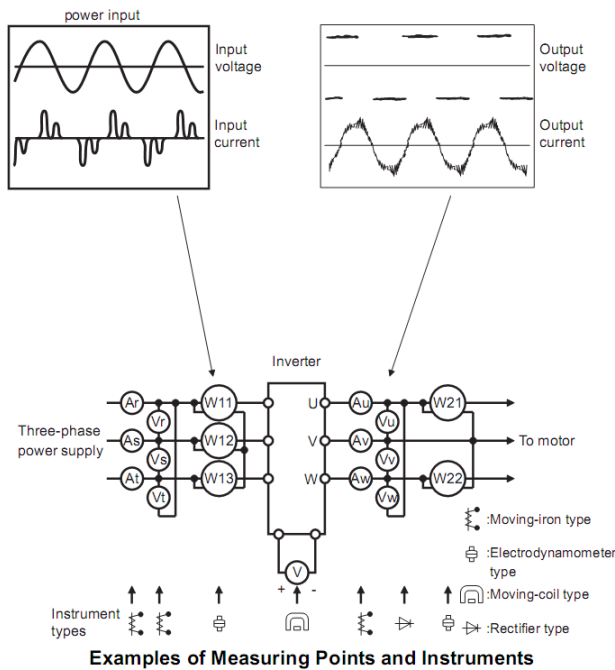 power input
Input
voltage
Input
current
Output
voltage
Output
current
Inverter
Three-phase
power supply
Ar
As
At
Vr
Vs
Vt
W11
W12
W13
U
V
W
Au
Av
Aw
Vu
Vv
Vw
W21
W22
To motor
V
+ -
Instrument
types
:Moving-iron type
:Electrodynamometer
type
:Moving-coil type
:Rectifier type
Examples of Measuring Points and Instruments